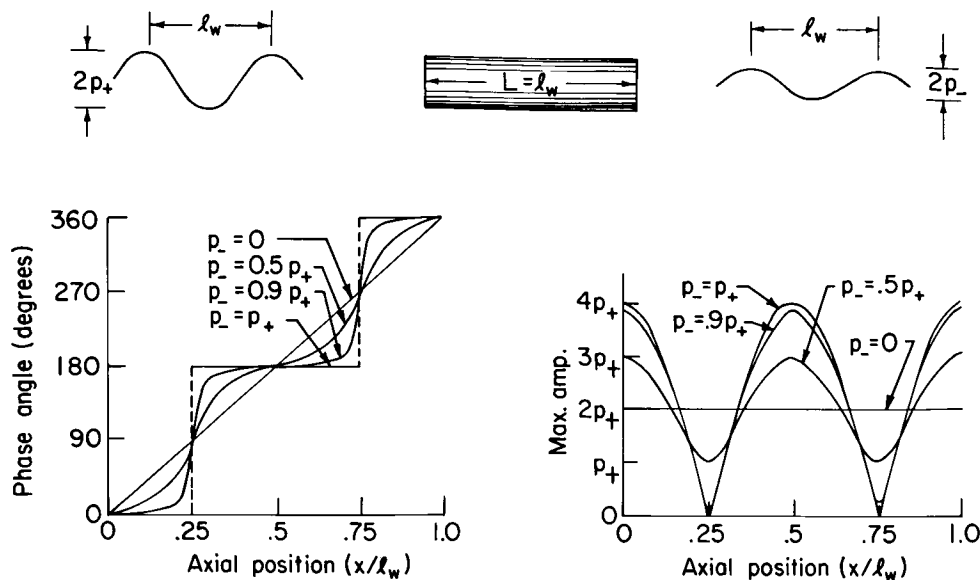 ℓw
2p+
L = ℓw
ℓw
2p-
Phase angle (degrees)
360
270
180
90
0
p- = 0
p- = 0.5 p+
p- = 0.9 p+
p- = p+
0 .25 .5 .75 1.0
Axial position (x/ℓw)
Max. amp.
4p+
3p+
2p+
p+
0
p- = p+
p- = .9p+
p- = .5p+
p- = 0
0 .25 .5 .75 1.0
Axial position (x/ℓw)